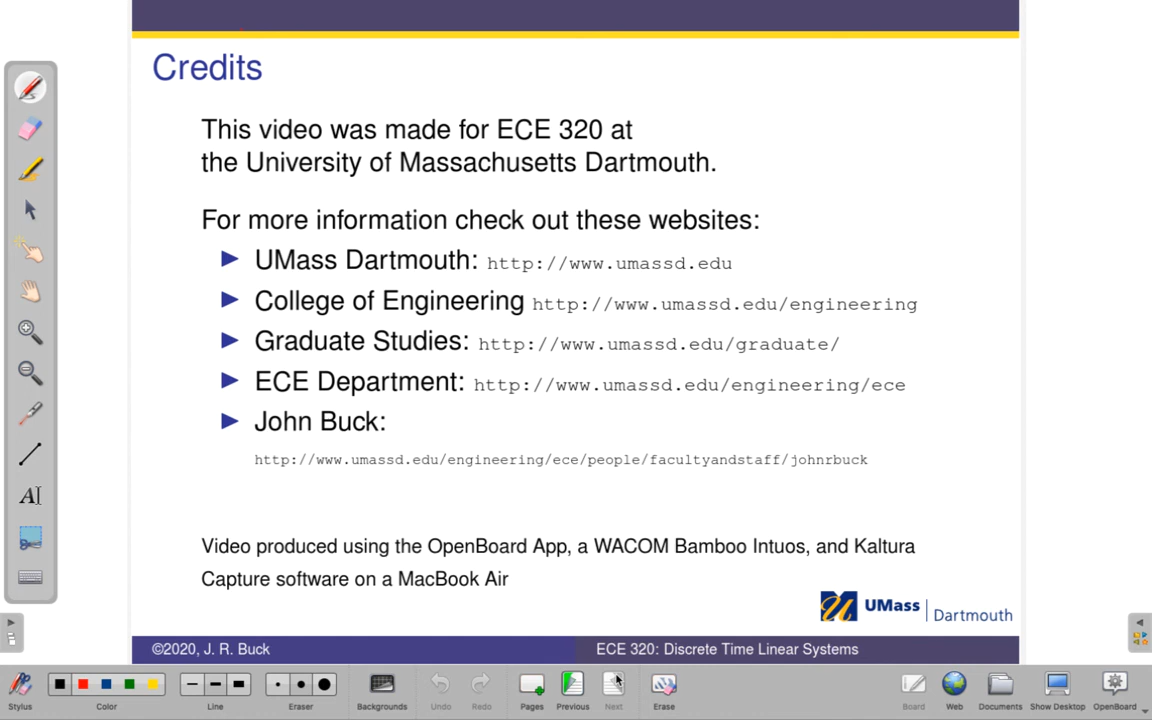 Credits
This video was made for ECE 320 at
the University of Massachusetts Dartmouth.
For more information check out these websites:
UMass Dartmouth: http://www.umassd.edu
College of Engineering http://www.umassd.edu/engineering
Graduate Studies: http://www.umassd.edu/graduate/
ECE Department: http://www.umassd.edu/engineering/ece
John Buck:
http://www.umassd.edu/engineering/ece/people/facultyandstaff/johnrbuck
Video produced using the OpenBoard App, a WACOM Bamboo Intuos, and Kaltura
Capture software on a MacBook Air
UMass | Dartmouth
©2020, J. R. Buck ECE 320: Discrete Time Linear Systems
Stylus Color Line Eraser Backgrounds Undo Redo Pages Previous Next Erase Board Web Documents Show Desktop OpenBoard